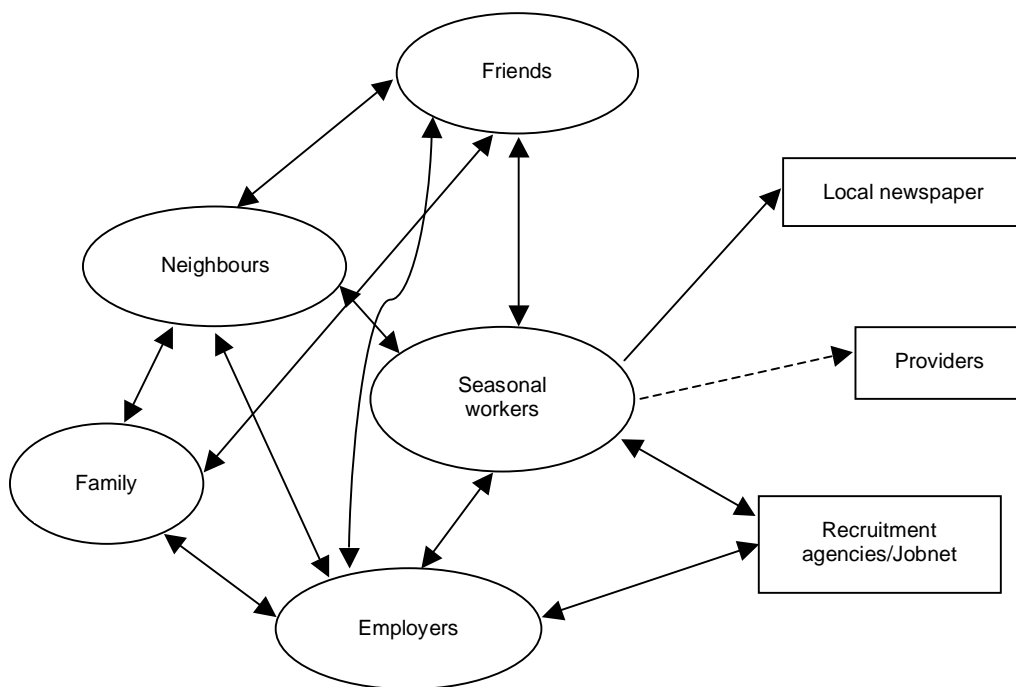 Friends
Local newspaper
Neighbours
Providers
Seasonal
workers
Family
Recruitment
agencies/Jobnet
Employers